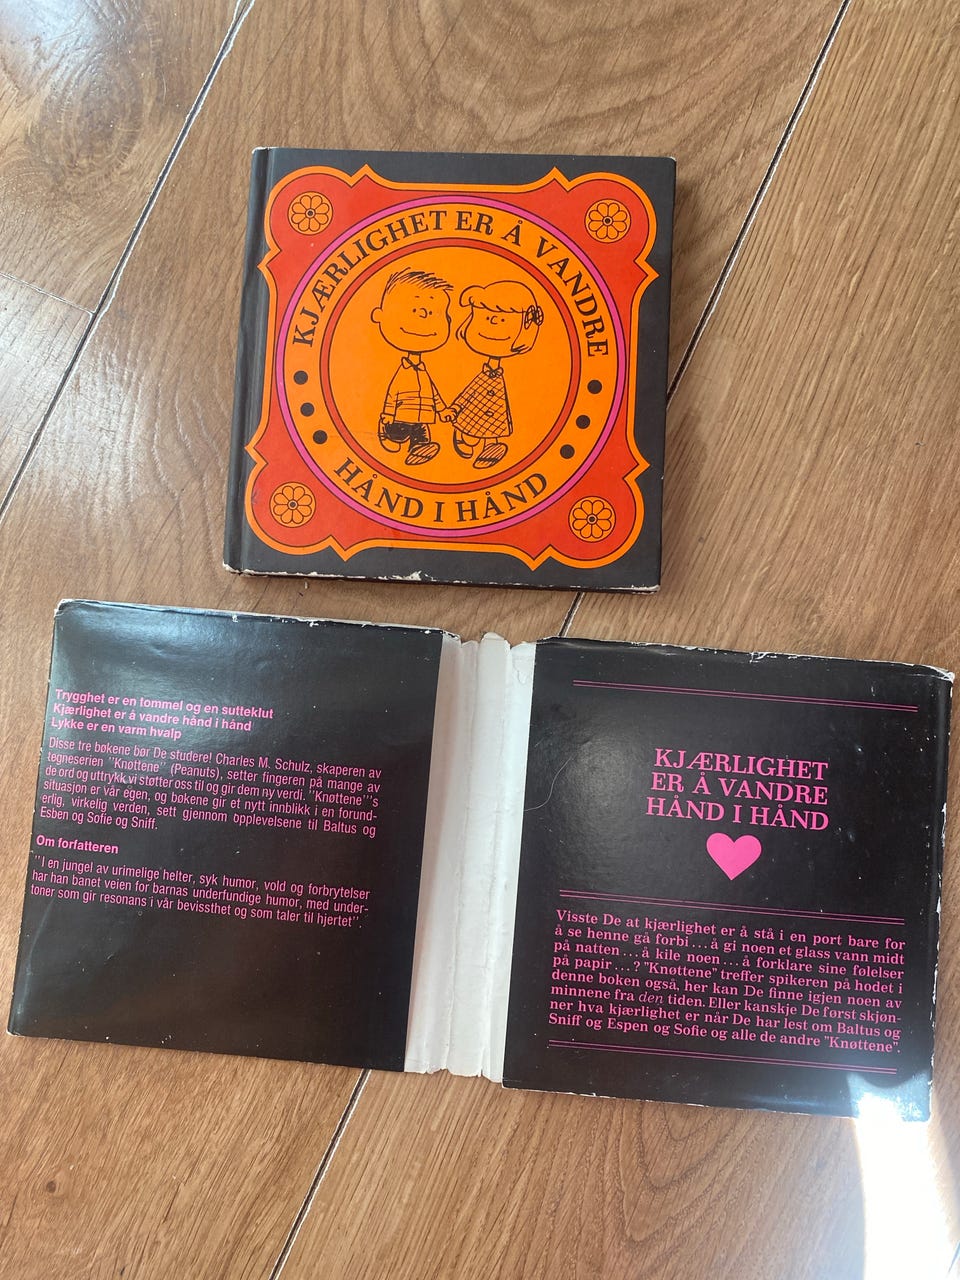 KJÆRLIGHET ER Å VANDRE
HÅND I HÅND
Trygghet er en tommel og en sutteklut
Kjærlighet er å vandre hånd i hånd
Lykke er en varm hvalp
Disse tre bøkene bør De studere! Charles M. Schulz, skaperen av
tegneserien ''Knøttene'' (Peanuts), setter fingeren på mange av
de ord og uttrykk vi støtter oss til og gir dem ny verdi. ''Knøttene'''s
situasjon er vår egen, og bøkene gir et nytt innblikk i en forund-
erlig, virkelig verden, sett gjennom opplevelsene til Baltus og
Esben og Sofie og Sniff.
Om forfatteren
''I en jungel av urimelige helter, syk humor, vold og forbrytelser
har han banet veien for barnas underfundige humor, med under-
toner som gir resonans i vår bevissthet og som taler til hjertet''.
KJÆRLIGHET
ER Å VANDRE
HÅND I HÅND
Visste De at kjærlighet er å stå i en port bare for
å se henne gå forbi...å gi noen et glass vann midt
på natten...å kile noen...å forklare sine følelser
på papir...? "Knøttene" treffer spikeren på hodet i
denne boken også, her kan De finne igjen noen av
minnene fra den tiden. Eller kanskje De først skjøn-
ner hva kjærlighet er når De har lest om Baltus og
Sniff og Espen og Sofie og alle de andre "Knøttene".